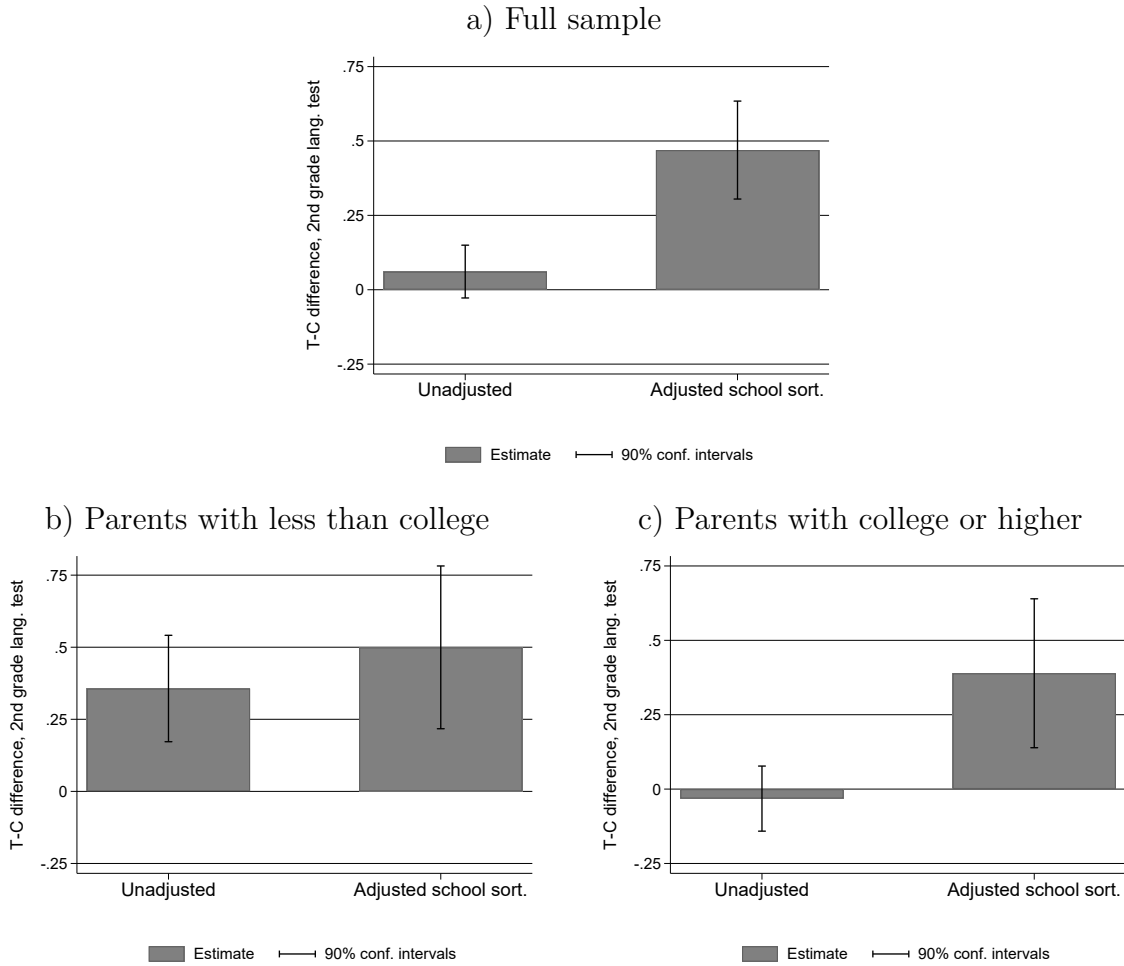 a) Full sample
T-C difference, 2nd grade lang. test
.75
.5
.25
0
-.25
Unadjusted
Adjusted school sort.
Estimate
90% conf. intervals
b) Parents with less than college
T-C difference, 2nd grade lang. test
.75
.5
.25
0
-.25
Unadjusted
Adjusted school sort.
Estimate
90% conf. intervals
c) Parents with college or higher
T-C difference, 2nd grade lang. test
.75
.5
.25
0
-.25
Unadjusted
Adjusted school sort.
Estimate
90% conf. intervals